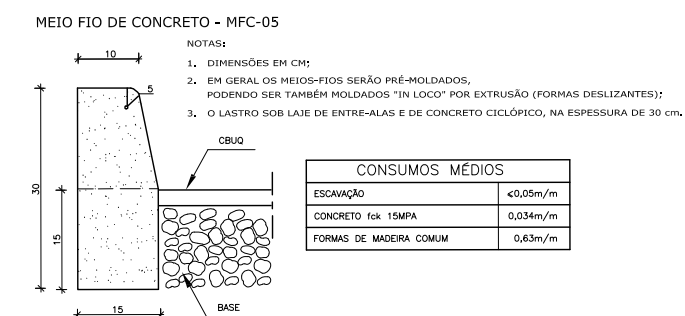 MEIO FIO DE CONCRETO - MFC-05
NOTAS:
1. DIMENSÕES EM CM;
2. EM GERAL OS MEIOS-FIOS SERÃO PRÉ-MOLDADOS,
PODENDO SER TAMBÉM MOLDADOS "IN LOCO" POR EXTRUSÃO (FORMAS DESLIZANTES);
3. O LASTRO SOB LAJE DE ENTRE-ALAS E DE CONCRETO CICLÓPICO, NA ESPESSURA DE 30 cm.
10
5
CBUQ
30
15
15
BASE
CONSUMOS MÉDIOS
ESCAVAÇÃO ≤0,05m/m
CONCRETO fck 15MPA 0,034m/m
FORMAS DE MADEIRA COMUM 0,63m/m